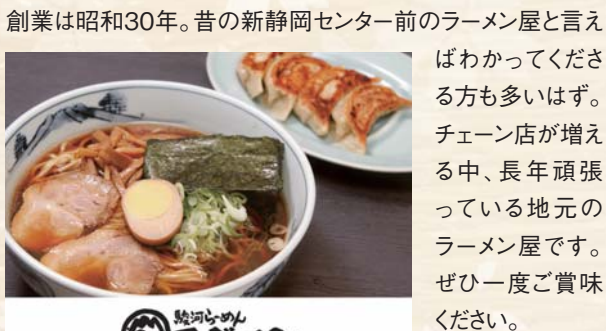 創業は昭和30年。昔の新静岡センター前のラーメン屋と言え
ばわかってくださ
る方も多いはず。
チェーン店が増え
る中、長年頑張
っている地元の
ラーメン屋です。
ぜひ一度ご賞味
ください。
駿河らーめん